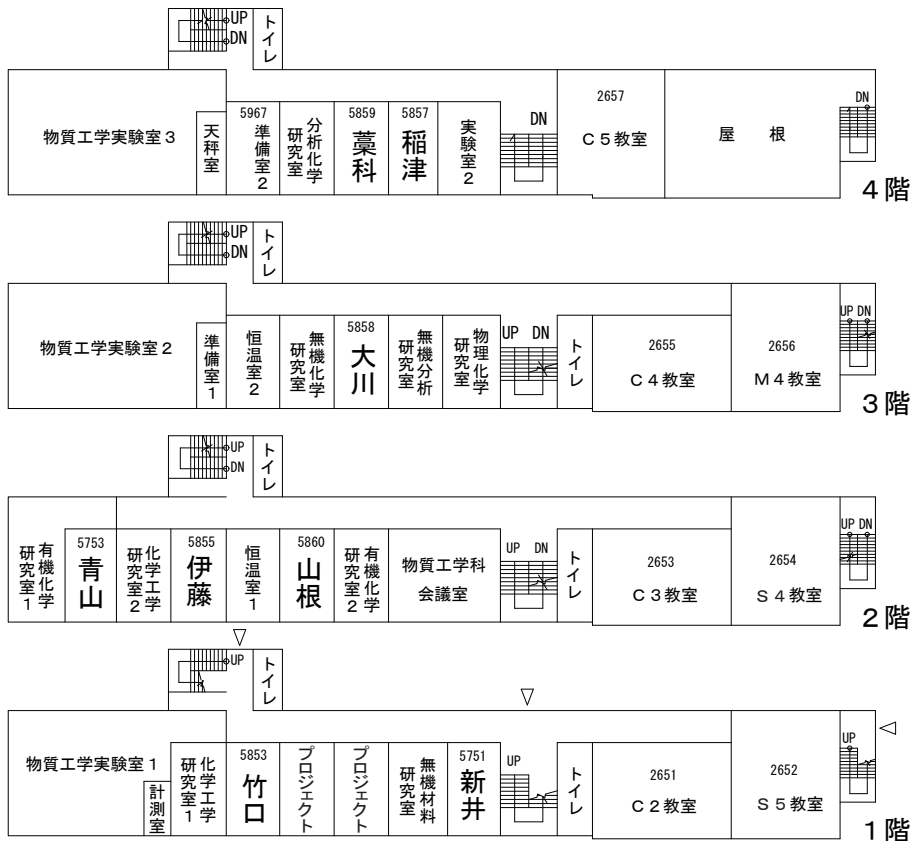 UP
DN
トイレ
物質工学実験室3
天秤室
5967
準備室2
分析化学
研究室
5859
藁科
5857
稲津
実験室2
DN
2657
C5教室
屋 根
DN
4階
UP
DN
トイレ
物質工学実験室2
準備室1
恒温室2
無機化学
研究室
5858
大川
無機分析
研究室
物理化学
研究室
UP DN
トイレ
2655
C4教室
2656
M4教室
UP DN
3階
UP
DN
トイレ
有機化学
研究室1
5753
青山
化学工学
研究室2
5855
伊藤
恒温室1
5860
山根
有機化学
研究室2
物質工学科
会議室
UP DN
トイレ
2653
C3教室
2654
S4教室
UP DN
2階
UP
トイレ
物質工学実験室1
計測室
化学工学
研究室1
5853
竹口
プロジェクト
プロジェクト
無機材料
研究室
5751
新井
UP
トイレ
2651
C2教室
2652
S5教室
UP
1階